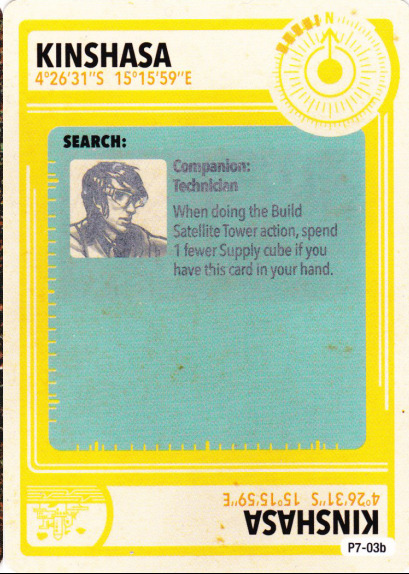 N
KINSHASA
4°26'31"S 15°15'59"E
SEARCH:
Companion:
Technician
When doing the Build
Satellite Tower action, spend
1 fewer Supply cube if you
have this card in your hand.
4°26'31"S 15°15'59"E
KINSHASA
P7-03b